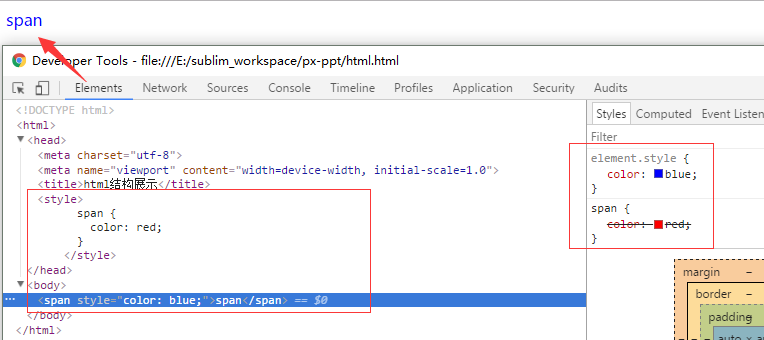 span
Developer Tools - file:///E:/sublim_workspace/px-ppt/html.html
Elements Network Sources Console Timeline Profiles Application Security Audits
<!DOCTYPE html>
<html>
<head>
<meta charset="utf-8">
<meta name="viewport" content="width=device-width, initial-scale=1.0">
<title>html结构展示</title>
<style>
span {
color: red;
}
</style>
</head>
<body>
<span style="color: blue;">span</span> == $0
</body>
</html>
Styles Computed Event Listen
Filter
element.style {
color: blue;
}
span {
color: red;
}
margin –
border –
padding –